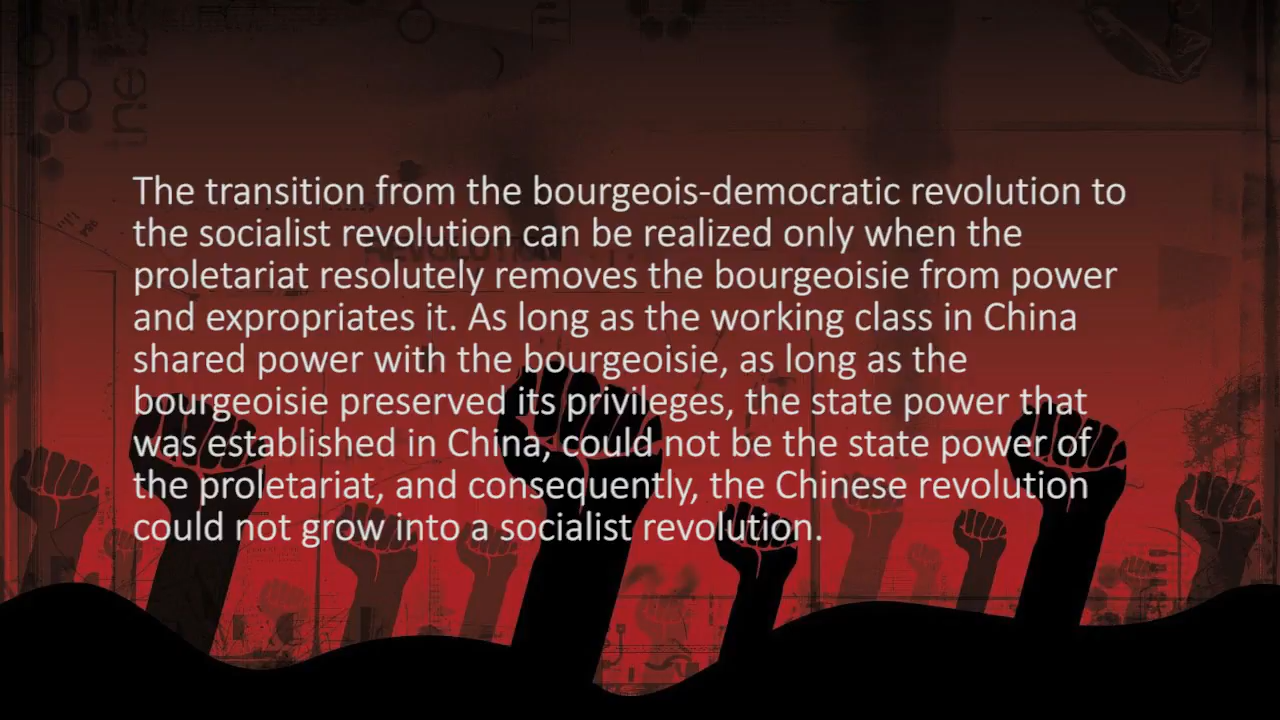 The transition from the bourgeois-democratic revolution to
the socialist revolution can be realized only when the
proletariat resolutely removes the bourgeoisie from power
and expropriates it. As long as the working class in China
shared power with the bourgeoisie, as long as the
bourgeoisie preserved its privileges, the state power that
was established in China, could not be the state power of
the proletariat, and consequently, the Chinese revolution
could not grow into a socialist revolution.